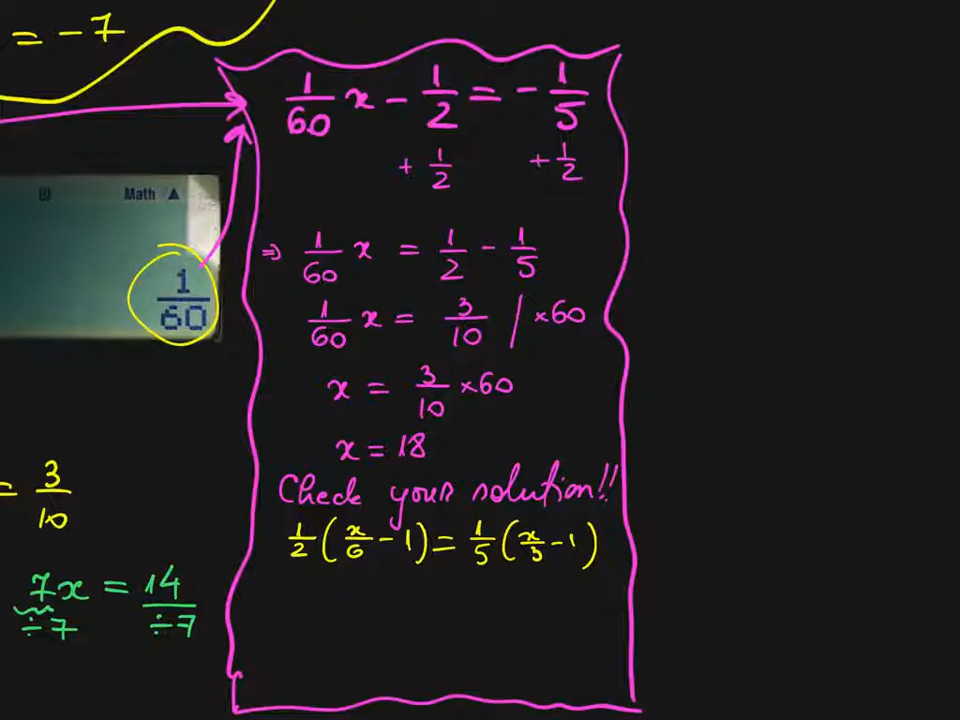 = -7
1/60 x - 1/2 = -1/5
+ 1/2 + 1/2
Math ▲
1/60
⇒ 1/60 x = 1/2 - 1/5
1/60 x = 3/10 / ×60
x = 3/10 ×60
x = 18
= 3/10
Check your solution!!
1/2 (x/6 - 1) = 1/5 (x/3 - 1)
7x = 14
÷7 ÷7